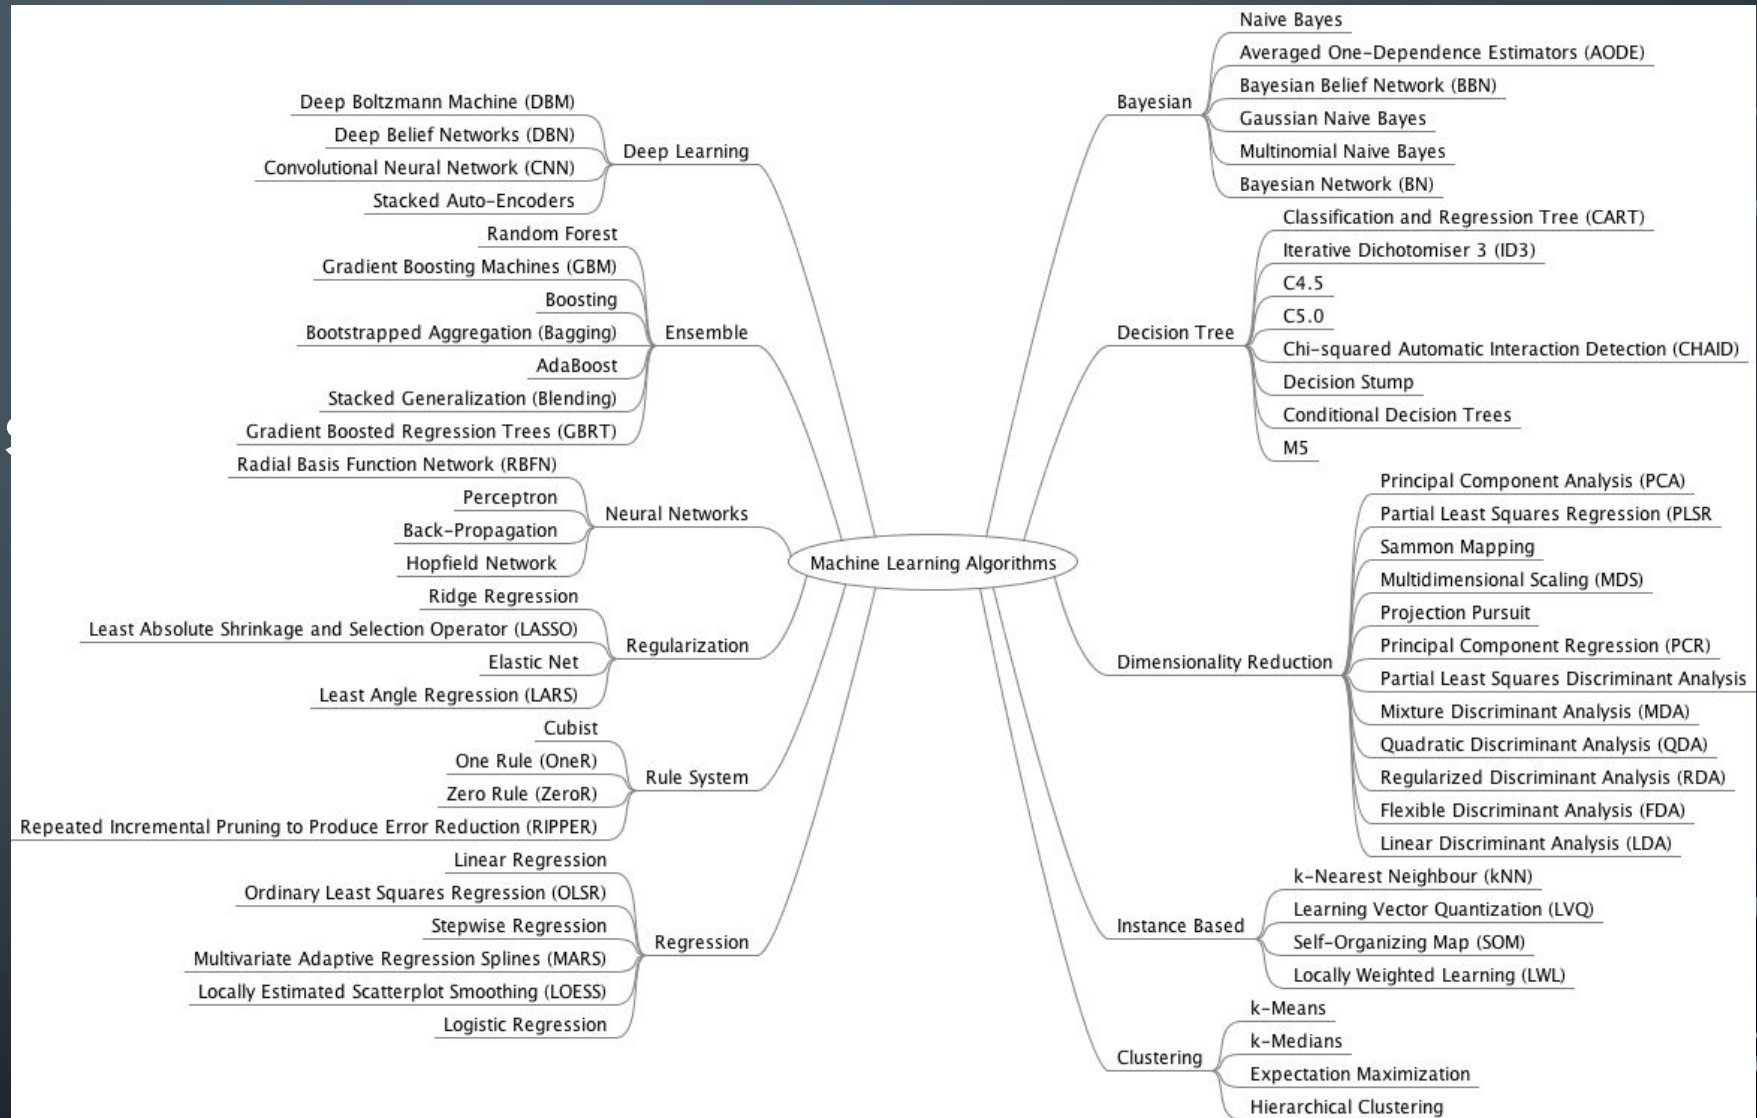 Machine Learning Algorithms
Deep Learning
Deep Boltzmann Machine (DBM)
Deep Belief Networks (DBN)
Convolutional Neural Network (CNN)
Stacked Auto-Encoders
Ensemble
Random Forest
Gradient Boosting Machines (GBM)
Boosting
Bootstrapped Aggregation (Bagging)
AdaBoost
Stacked Generalization (Blending)
Gradient Boosted Regression Trees (GBRT)
Neural Networks
Radial Basis Function Network (RBFN)
Perceptron
Back-Propagation
Hopfield Network
Regularization
Ridge Regression
Least Absolute Shrinkage and Selection Operator (LASSO)
Elastic Net
Least Angle Regression (LARS)
Rule System
Cubist
One Rule (OneR)
Zero Rule (ZeroR)
Repeated Incremental Pruning to Produce Error Reduction (RIPPER)
Regression
Linear Regression
Ordinary Least Squares Regression (OLSR)
Stepwise Regression
Multivariate Adaptive Regression Splines (MARS)
Locally Estimated Scatterplot Smoothing (LOESS)
Logistic Regression
Bayesian
Naive Bayes
Averaged One-Dependence Estimators (AODE)
Bayesian Belief Network (BBN)
Gaussian Naive Bayes
Multinomial Naive Bayes
Bayesian Network (BN)
Decision Tree
Classification and Regression Tree (CART)
Iterative Dichotomiser 3 (ID3)
C4.5
C5.0
Chi-squared Automatic Interaction Detection (CHAID)
Decision Stump
Conditional Decision Trees
M5
Dimensionality Reduction
Principal Component Analysis (PCA)
Partial Least Squares Regression (PLSR
Sammon Mapping
Multidimensional Scaling (MDS)
Projection Pursuit
Principal Component Regression (PCR)
Partial Least Squares Discriminant Analysis
Mixture Discriminant Analysis (MDA)
Quadratic Discriminant Analysis (QDA)
Regularized Discriminant Analysis (RDA)
Flexible Discriminant Analysis (FDA)
Linear Discriminant Analysis (LDA)
Instance Based
k-Nearest Neighbour (kNN)
Learning Vector Quantization (LVQ)
Self-Organizing Map (SOM)
Locally Weighted Learning (LWL)
Clustering
k-Means
k-Medians
Expectation Maximization
Hierarchical Clustering